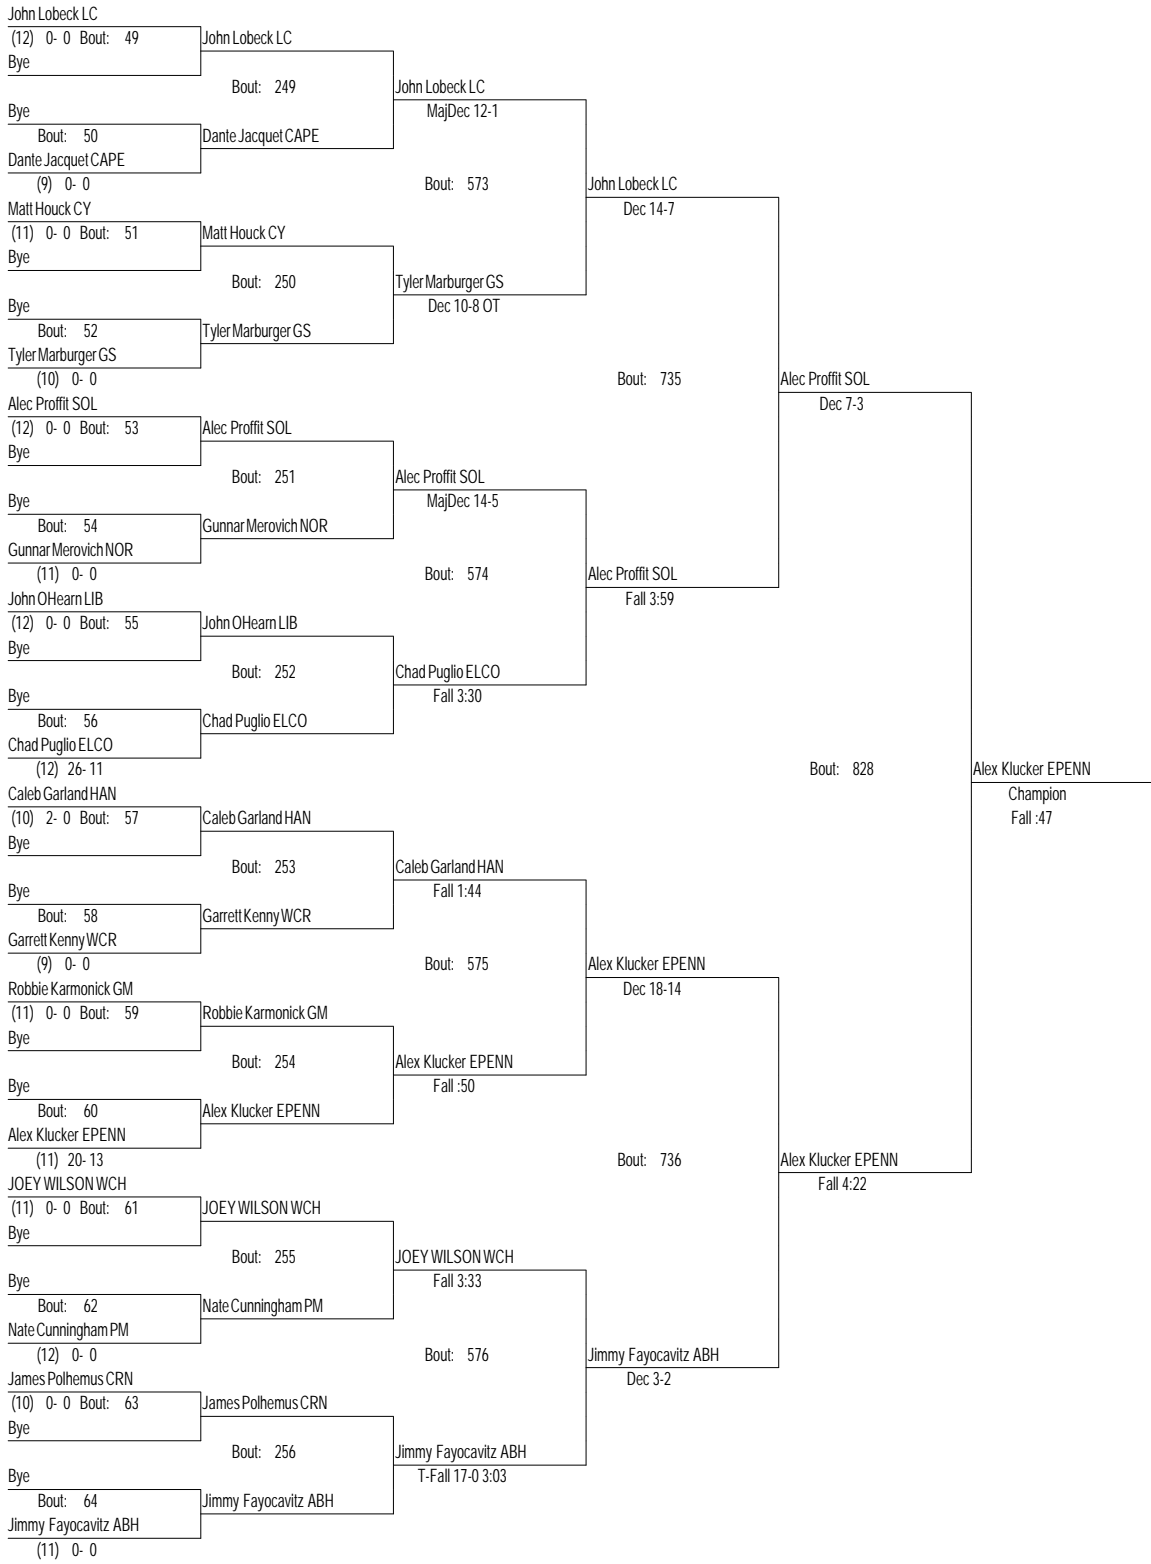 John Lobeck LC
(12) 0- 0 Bout: 49
John Lobeck LC
Bye
Bout: 249
John Lobeck LC
Bye
MajDec 12-1
Bout: 50
Dante Jacquet CAPE
Dante Jacquet CAPE
(9) 0- 0
Bout: 573
John Lobeck LC
Matt Houck CY
Dec 14-7
(11) 0- 0 Bout: 51
Matt Houck CY
Bye
Bout: 250
Tyler Marburger GS
Bye
Dec 10-8 OT
Bout: 52
Tyler Marburger GS
Tyler Marburger GS
(10) 0- 0
Bout: 735
Alec Proffit SOL
Alec Proffit SOL
Dec 7-3
(12) 0- 0 Bout: 53
Alec Proffit SOL
Bye
Bout: 251
Alec Proffit SOL
Bye
MajDec 14-5
Bout: 54
Gunnar Merovich NOR
Gunnar Merovich NOR
(11) 0- 0
Bout: 574
Alec Proffit SOL
John OHearn LIB
Fall 3:59
(12) 0- 0 Bout: 55
John OHearn LIB
Bye
Bout: 252
Chad Puglio ELCO
Bye
Fall 3:30
Bout: 56
Chad Puglio ELCO
Chad Puglio ELCO
(12) 26- 11
Bout: 828
Alex Klucker EPENN
Caleb Garland HAN
Champion
(10) 2- 0 Bout: 57
Caleb Garland HAN
Fall :47
Bye
Bout: 253
Caleb Garland HAN
Bye
Fall 1:44
Bout: 58
Garrett Kenny WCR
Garrett Kenny WCR
(9) 0- 0
Bout: 575
Alex Klucker EPENN
Robbie Karmonick GM
Dec 18-14
(11) 0- 0 Bout: 59
Robbie Karmonick GM
Bye
Bout: 254
Alex Klucker EPENN
Bye
Fall :50
Bout: 60
Alex Klucker EPENN
Alex Klucker EPENN
(11) 20- 13
Bout: 736
Alex Klucker EPENN
JOEY WILSON WCH
Fall 4:22
(11) 0- 0 Bout: 61
JOEY WILSON WCH
Bye
Bout: 255
JOEY WILSON WCH
Bye
Fall 3:33
Bout: 62
Nate Cunningham PM
Nate Cunningham PM
(12) 0- 0
Bout: 576
Jimmy Fayocavitz ABH
James Polhemus CRN
Dec 3-2
(10) 0- 0 Bout: 63
James Polhemus CRN
Bye
Bout: 256
Jimmy Fayocavitz ABH
Bye
T-Fall 17-0 3:03
Bout: 64
Jimmy Fayocavitz ABH
Jimmy Fayocavitz ABH
(11) 0- 0